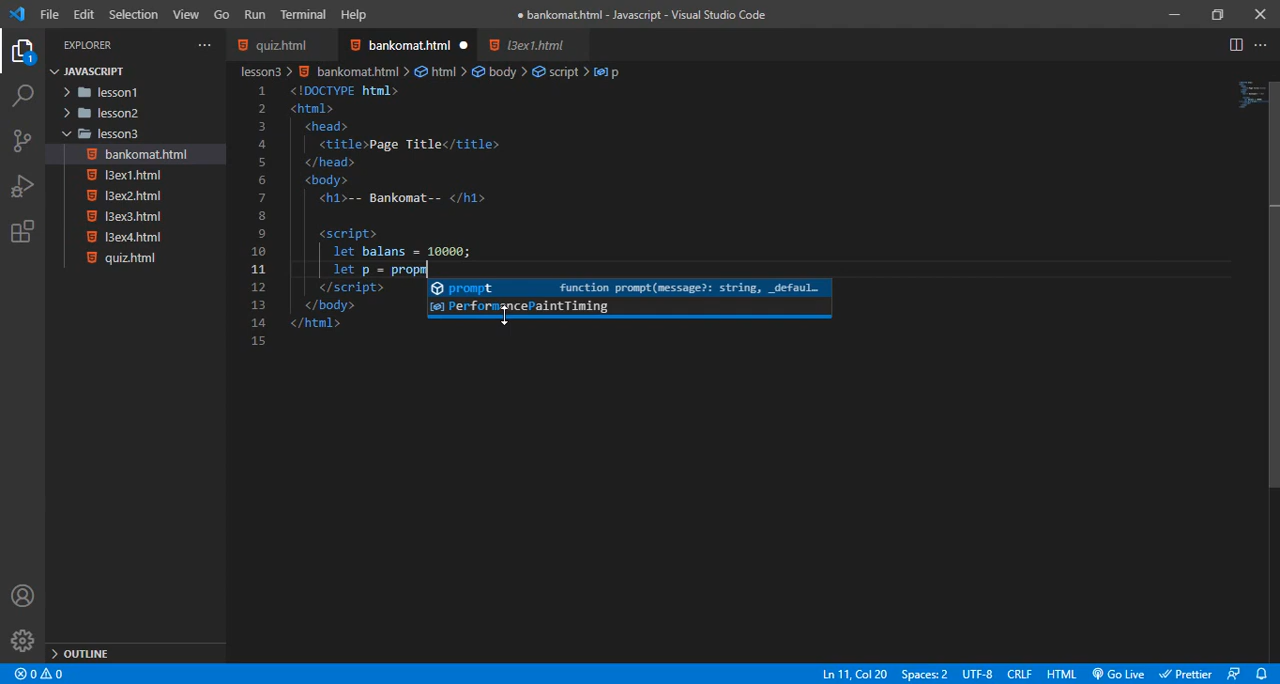 File Edit Selection View Go Run Terminal Help ● bankomat.html - Javascript - Visual Studio Code
EXPLORER ··· quiz.html bankomat.html ● l3ex1.html ···
JAVASCRIPT lesson3 > bankomat.html > html > body > script > p
lesson1
lesson2
lesson3
bankomat.html
l3ex1.html
l3ex2.html
l3ex3.html
l3ex4.html
quiz.html
1 <!DOCTYPE html>
2 <html>
3 <head>
4 <title>Page Title</title>
5 </head>
6 <body>
7 <h1>-- Bankomat-- </h1>
8
9 <script>
10 let balans = 10000;
11 let p = propm
12 </script>
13 </body>
14 </html>
15
prompt function prompt(message?: string, _defaul…
PerformancePaintTiming
1
OUTLINE
0 0 Ln 11, Col 20 Spaces: 2 UTF-8 CRLF HTML Go Live Prettier